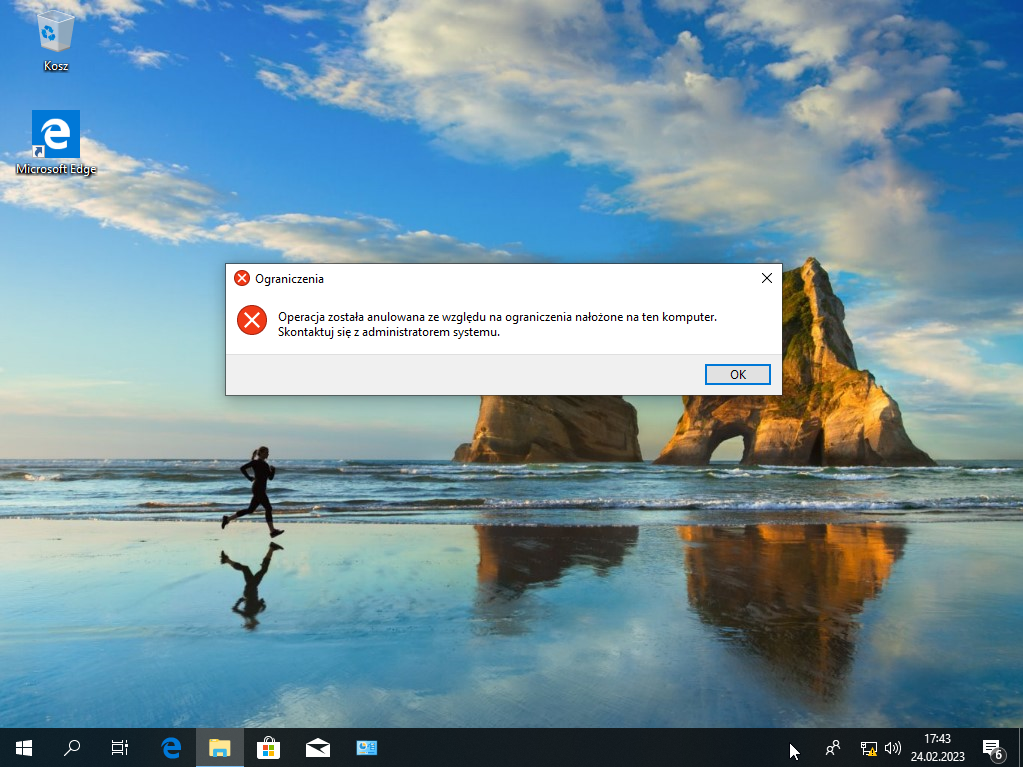 Kosz
Microsoft Edge
Ograniczenia
Operacja została anulowana ze względu na ograniczenia nałożone na ten komputer.
Skontaktuj się z administratorem systemu.
OK
17:43
24.02.2023
6